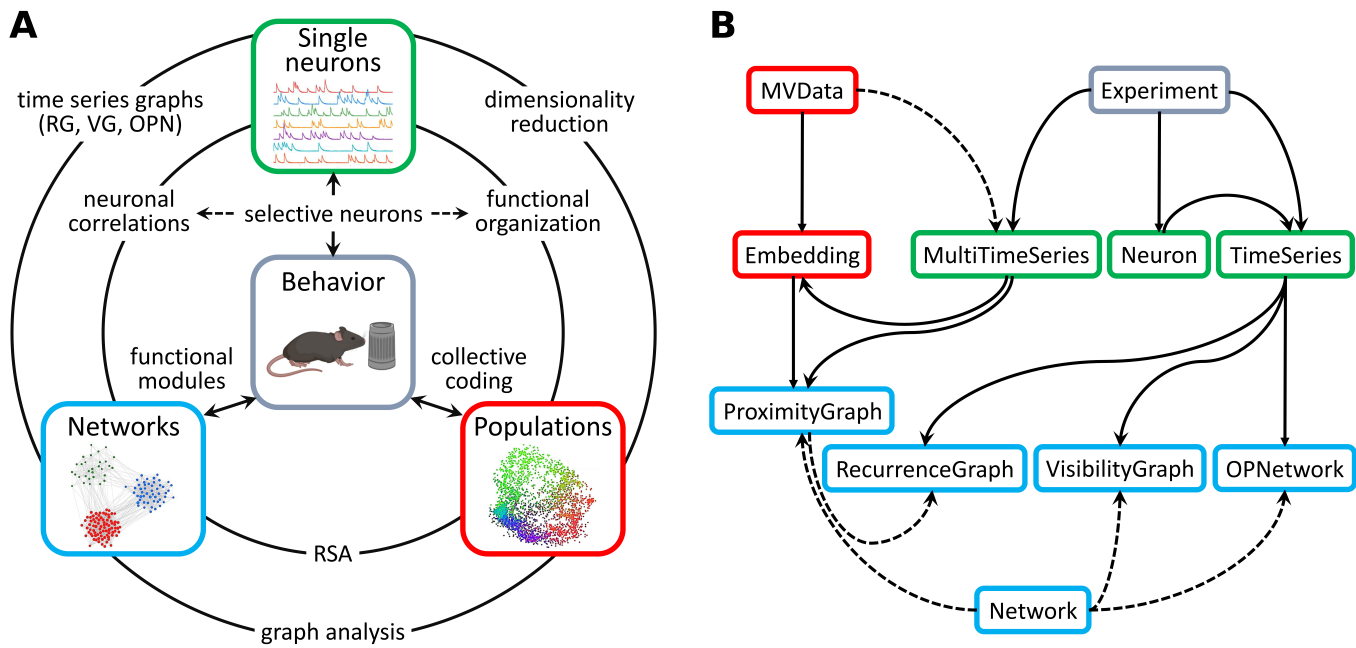 A
Single
neurons
time series graphs
(RG, VG, OPN)
dimensionality
reduction
neuronal
correlations
selective neurons
functional
organization
Behavior
functional
modules
collective
coding
Networks
Populations
RSA
graph analysis
B
MVData
Experiment
Embedding
MultiTimeSeries
Neuron
TimeSeries
ProximityGraph
RecurrenceGraph
VisibilityGraph
OPNetwork
Network